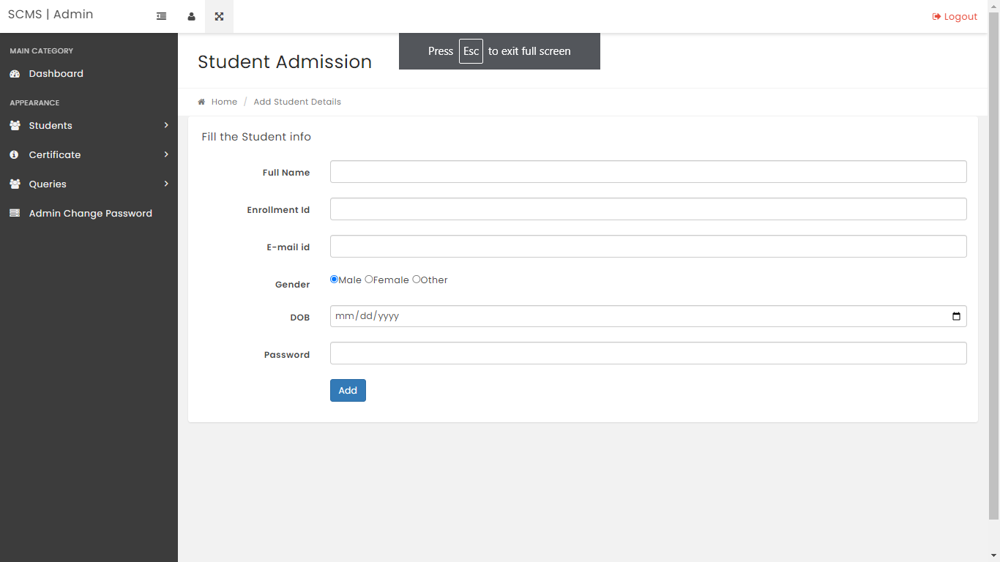 SCMS | Admin
Logout
Press Esc to exit full screen
MAIN CATEGORY
Dashboard
APPEARANCE
Students
Certificate
Queries
Admin Change Password
Student Admission
Home / Add Student Details
Fill the Student info
Full Name
Enrollment Id
E-mail id
Gender Male Female Other
DOB mm/dd/yyyy
Password
Add